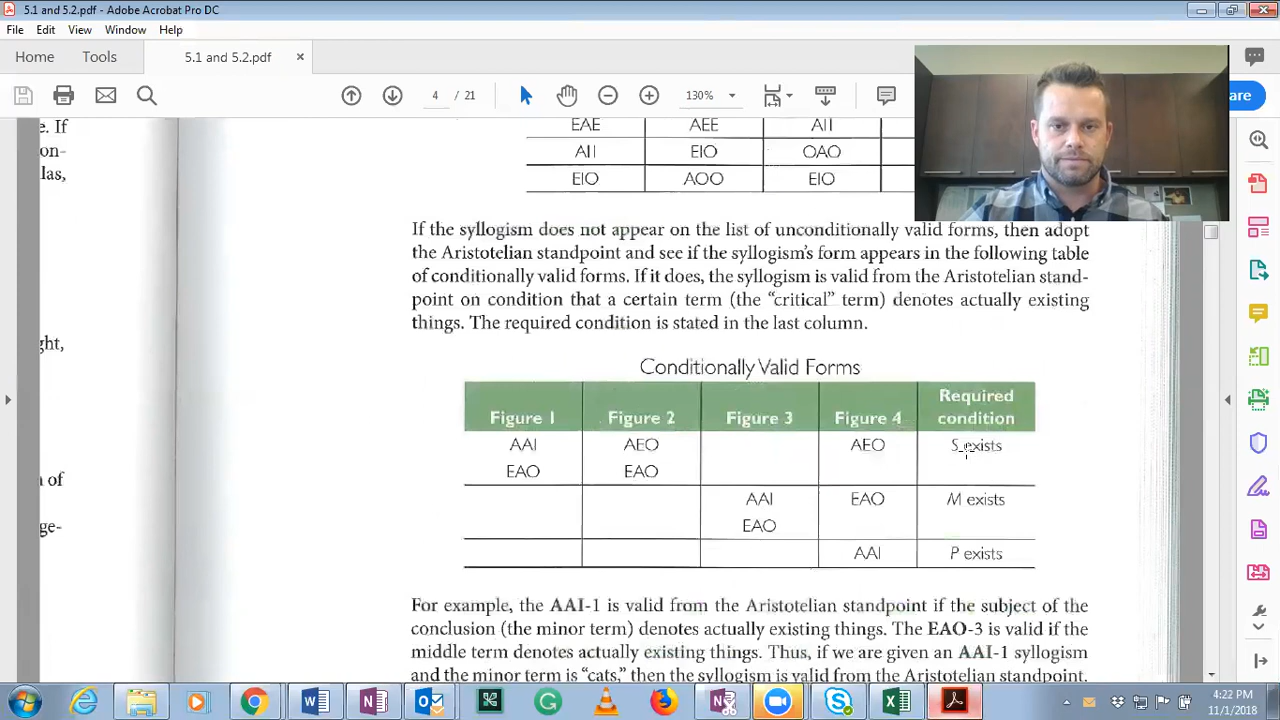 5.1 and 5.2.pdf - Adobe Acrobat Pro DC
File Edit View Window Help
Home Tools 5.1 and 5.2.pdf ×
4 / 21 130%
are
e. If
on-
las,
ght,
n of
ge-
EAE AEE AII
AII EIO OAO
EIO AOO EIO
If the syllogism does not appear on the list of unconditionally valid forms, then adopt
the Aristotelian standpoint and see if the syllogism's form appears in the following table
of conditionally valid forms. If it does, the syllogism is valid from the Aristotelian stand-
point on condition that a certain term (the "critical" term) denotes actually existing
things. The required condition is stated in the last column.
Conditionally Valid Forms
Figure 1 Figure 2 Figure 3 Figure 4 Required condition
AAI AEO AEO S exists
EAO EAO
AAI EAO M exists
EAO
AAI P exists
For example, the AAI-1 is valid from the Aristotelian standpoint if the subject of the
conclusion (the minor term) denotes actually existing things. The EAO-3 is valid if the
middle term denotes actually existing things. Thus, if we are given an AAI-1 syllogism
and the minor term is "cats," then the syllogism is valid from the Aristotelian standpoint.
4:22 PM
11/1/2018